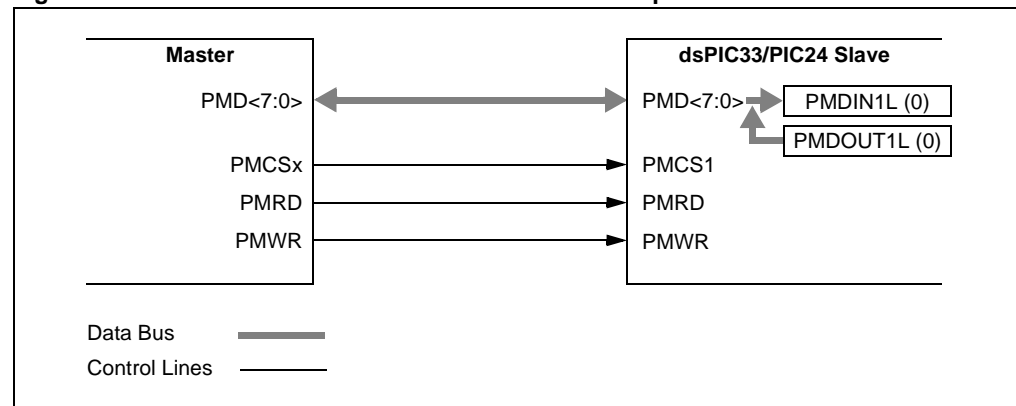 Master
dsPIC33/PIC24 Slave
PMD<7:0>
PMD<7:0>
PMDIN1L (0)
PMDOUT1L (0)
PMCSx
PMCS1
PMRD
PMRD
PMWR
PMWR
Data Bus
Control Lines